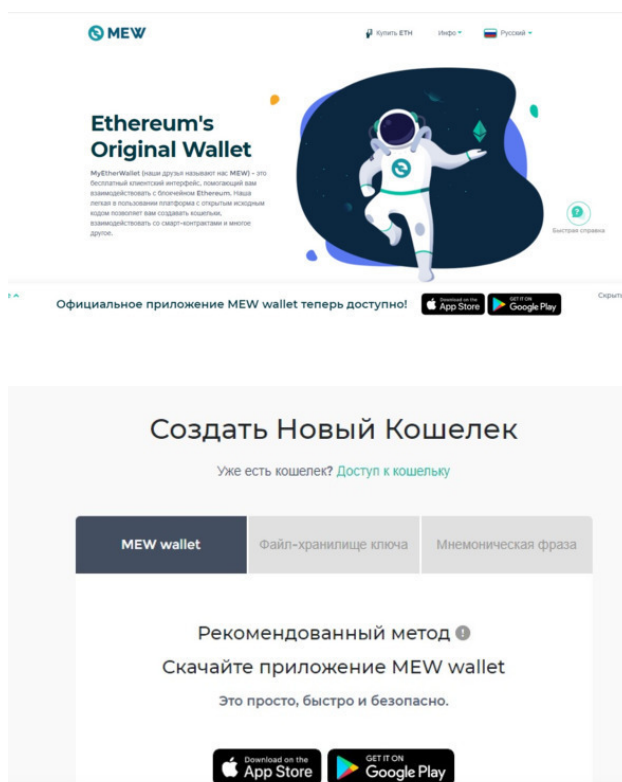 MEW
Купить ETH
Инфо
Русский
Ethereum's
Original Wallet
MyEtherWallet (наши друзья называют нас MEW) - это
бесплатный клиентский интерфейс, помогающий вам
взаимодействовать с блокчейном Ethereum. Наша
легкая в пользовании платформа с открытым исходным
кодом позволяет вам создавать кошельки,
взаимодействовать со смарт-контрактами и многое
другое.
Быстрая справка
Официальное приложение MEW wallet теперь доступно!
Download on the
App Store
GET IT ON
Google Play
Создать Новый Кошелек
Уже есть кошелек? Доступ к кошельку
MEW wallet
Файл-хранилище ключа
Мнемоническая фраза
Рекомендованный метод
Скачайте приложение MEW wallet
Это просто, быстро и безопасно.
Download on the
App Store
GET IT ON
Google Play